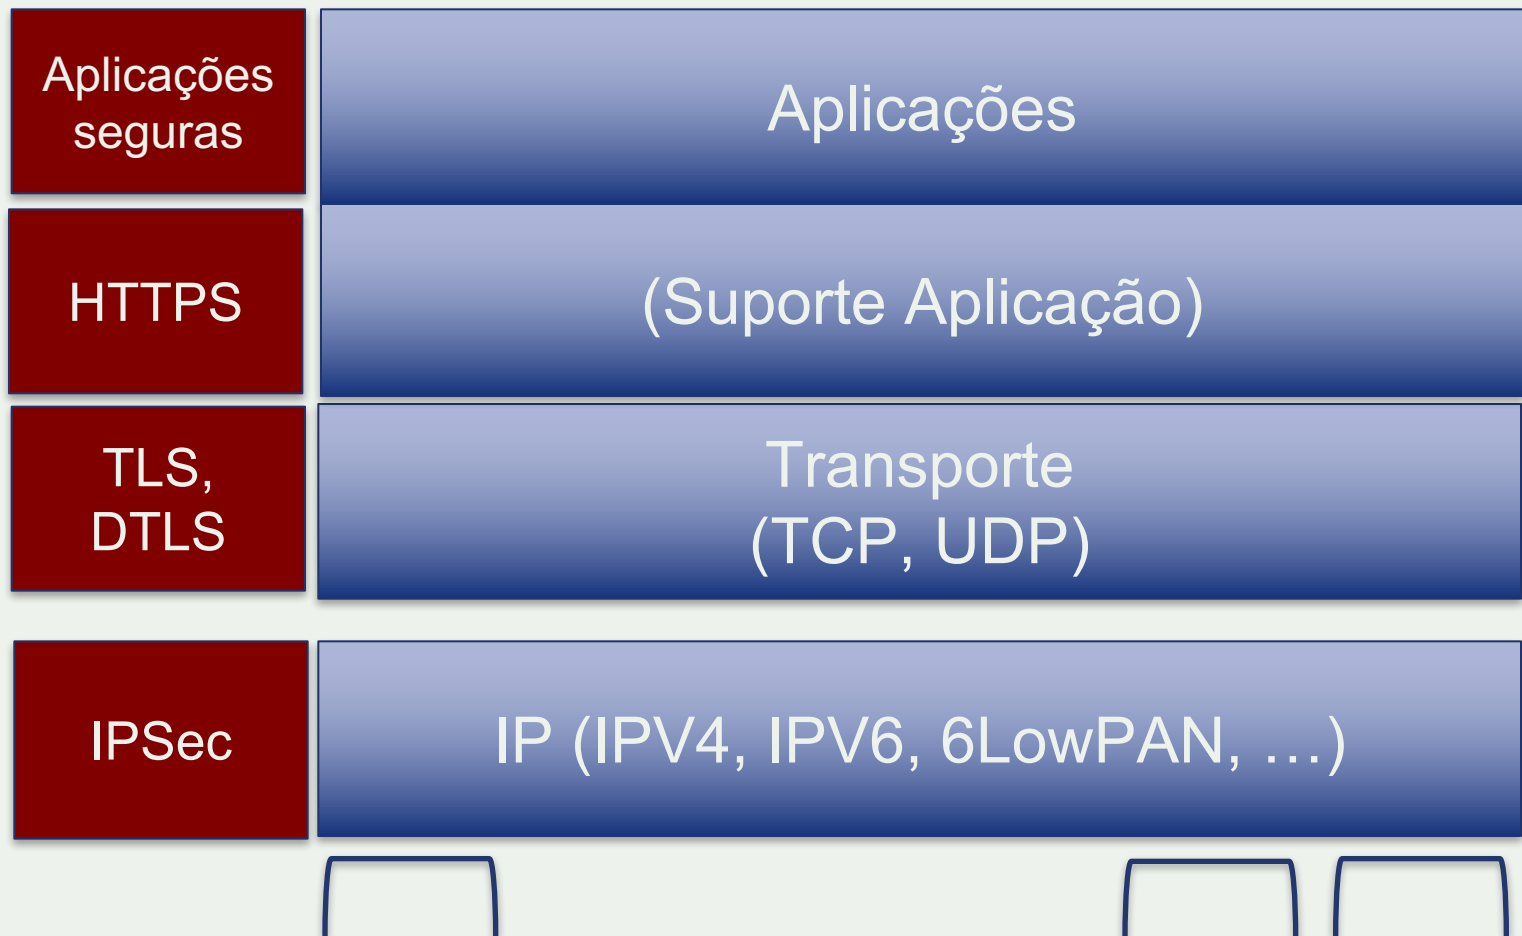 Aplicações
seguras
Aplicações
HTTPS
(Suporte Aplicação)
TLS,
DTLS
Transporte
(TCP, UDP)
IPSec
IP (IPV4, IPV6, 6LowPAN, …)